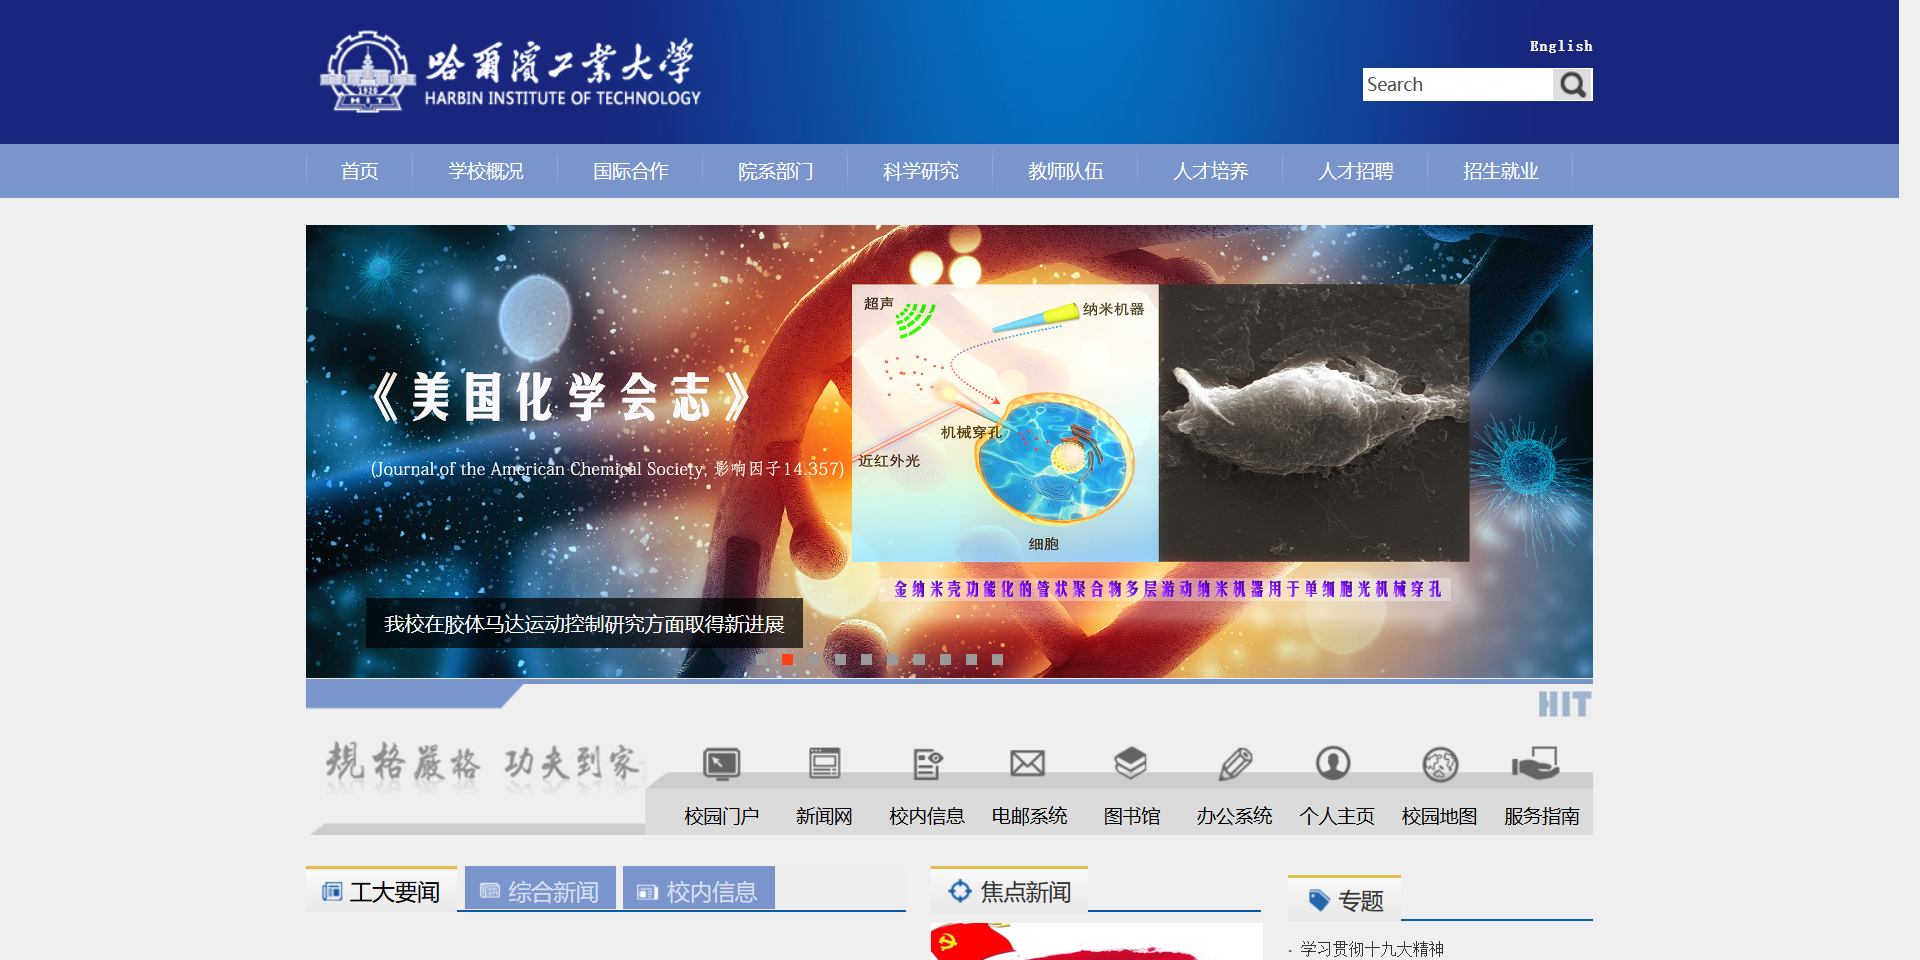 哈爾濱工業大學
HARBIN INSTITUTE OF TECHNOLOGY
1920
HIT
English
Search
首页 学校概况 国际合作 院系部门 科学研究 教师队伍 人才培养 人才招聘 招生就业
超声
纳米机器
机械穿孔
近红外光
细胞
《美国化学会志》
(Journal of the American Chemical Society, 影响因子14.357)
金纳米壳功能化的管状聚合物多层游动纳米机器用于单细胞光机械穿孔
我校在胶体马达运动控制研究方面取得新进展
HIT
規格嚴格 功夫到家
校园门户 新闻网 校内信息 电邮系统 图书馆 办公系统 个人主页 校园地图 服务指南
工大要闻 综合新闻 校内信息
焦点新闻
专题
- 学习贯彻十九大精神